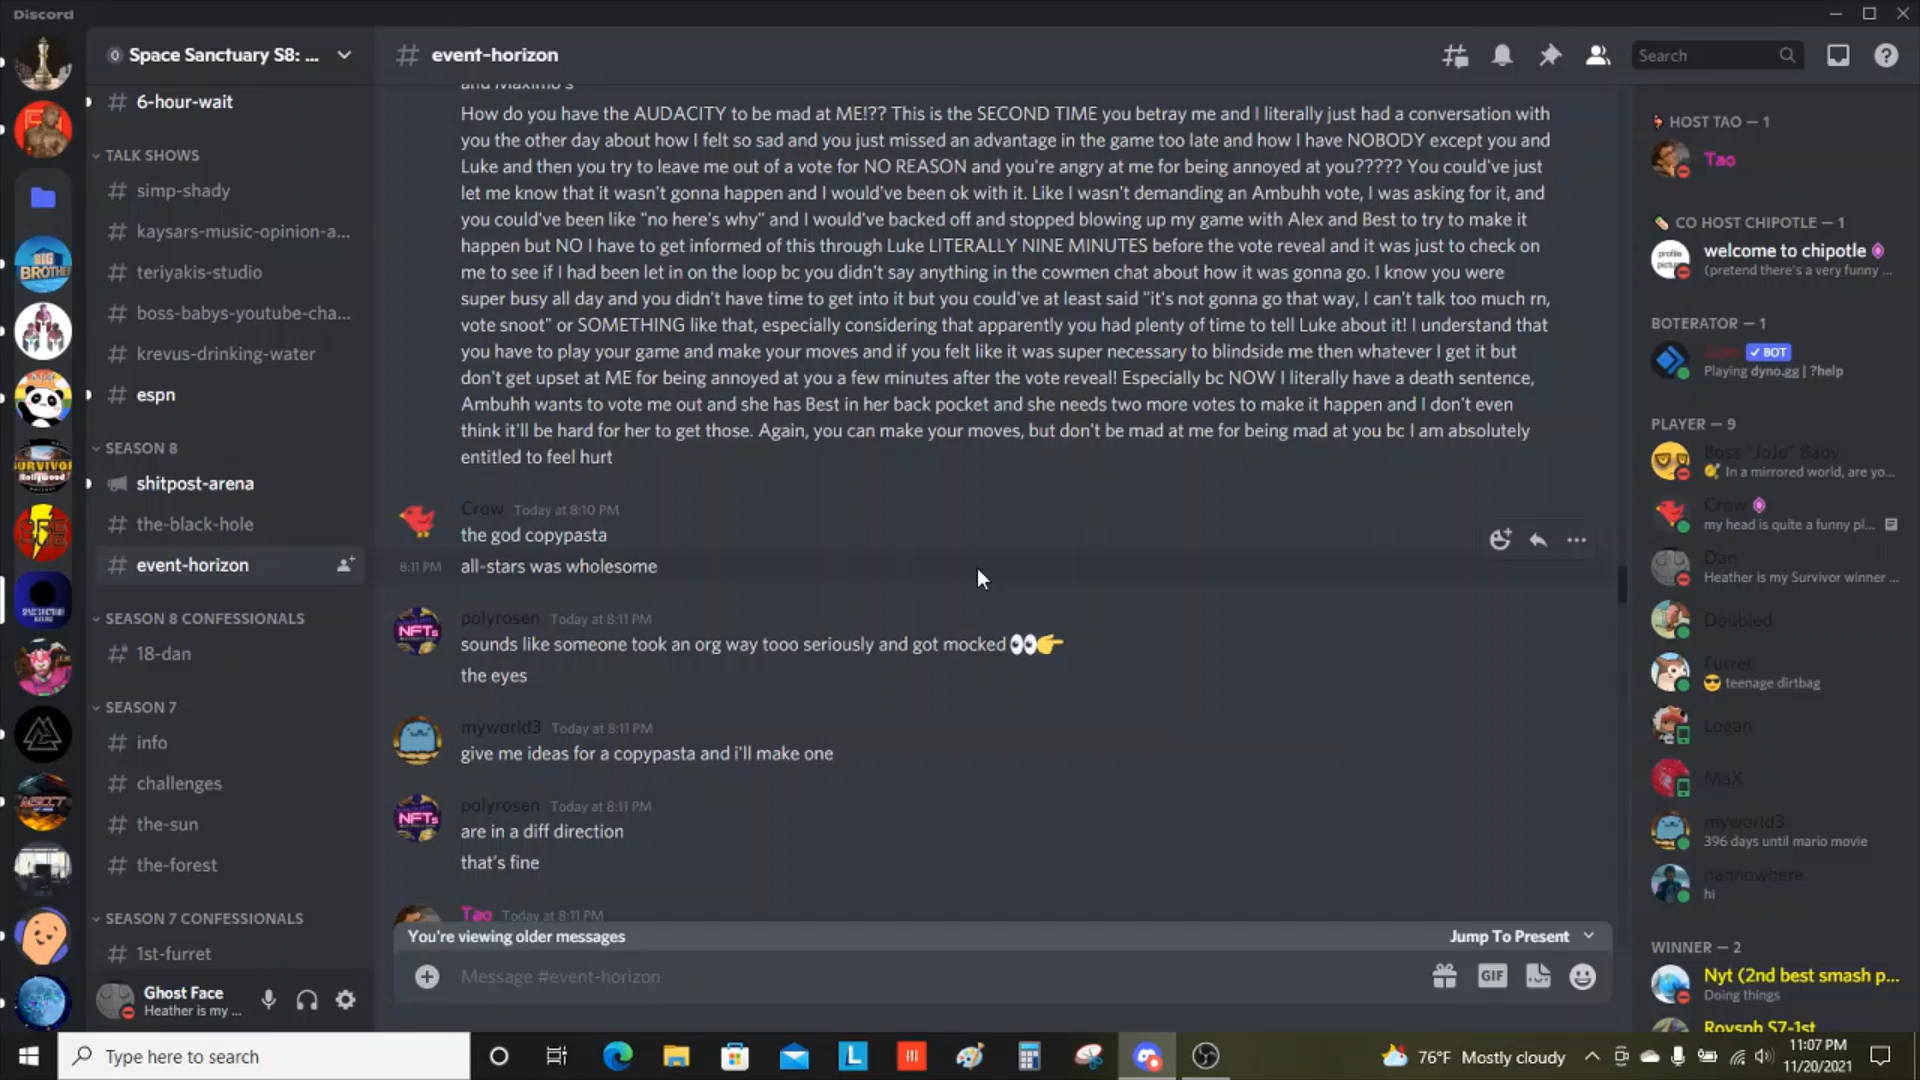 Discord
Space Sanctuary S8: ...
6-hour-wait
TALK SHOWS
simp-shady
kaysars-music-opinion-a...
teriyakis-studio
boss-babys-youtube-cha...
krevus-drinking-water
espn
SEASON 8
shitpost-arena
the-black-hole
event-horizon
SEASON 8 CONFESSIONALS
18-dan
SEASON 7
info
challenges
the-sun
the-forest
SEASON 7 CONFESSIONALS
1st-furret
Ghost Face
Heather is my ...
event-horizon
Search
and Maximo's
How do you have the AUDACITY to be mad at ME!?? This is the SECOND TIME you betray me and I literally just had a conversation with
you the other day about how I felt so sad and you just missed an advantage in the game too late and how I have NOBODY except you and
Luke and then you try to leave me out of a vote for NO REASON and you're angry at me for being annoyed at you????? You could've just
let me know that it wasn't gonna happen and I would've been ok with it. Like I wasn't demanding an Ambuhh vote, I was asking for it, and
you could've been like "no here's why" and I would've backed off and stopped blowing up my game with Alex and Best to try to make it
happen but NO I have to get informed of this through Luke LITERALLY NINE MINUTES before the vote reveal and it was just to check on
me to see if I had been let in on the loop bc you didn't say anything in the cowmen chat about how it was gonna go. I know you were
super busy all day and you didn't have time to get into it but you could've at least said "it's not gonna go that way, I can't talk too much rn,
vote snoot" or SOMETHING like that, especially considering that apparently you had plenty of time to tell Luke about it! I understand that
you have to play your game and make your moves and if you felt like it was super necessary to blindside me then whatever I get it but
don't get upset at ME for being annoyed at you a few minutes after the vote reveal! Especially bc NOW I literally have a death sentence,
Ambuhh wants to vote me out and she has Best in her back pocket and she needs two more votes to make it happen and I don't even
think it'll be hard for her to get those. Again, you can make your moves, but don't be mad at me for being mad at you bc I am absolutely
entitled to feel hurt
Crow Today at 8:10 PM
the god copypasta
8:11 PM all-stars was wholesome
polyrosen Today at 8:11 PM
sounds like someone took an org way tooo seriously and got mocked 👀👉
the eyes
myworld3 Today at 8:11 PM
give me ideas for a copypasta and i'll make one
polyrosen Today at 8:11 PM
are in a diff direction
that's fine
Tao Today at 8:11 PM
You're viewing older messages Jump To Present
Message #event-horizon
GIF
HOST TAO — 1
Tao
CO HOST CHIPOTLE — 1
welcome to chipotle
(pretend there's a very funny ...
BOTERATOR — 1
✓ BOT
Playing dyno.gg | ?help
PLAYER — 9
Boss "JoJo" Baby
In a mirrored world, are yo...
Crow
my head is quite a funny pl...
Dan
Heather is my Survivor winner ...
Doubled
Furret
😎 teenage dirtbag
Logan
MaX
myworld3
396 days until mario movie
nannowhere
hi
WINNER — 2
Nyt (2nd best smash p...
Doing things
Roysph S7-1st
Type here to search
76°F Mostly cloudy
11:07 PM
11/20/2021